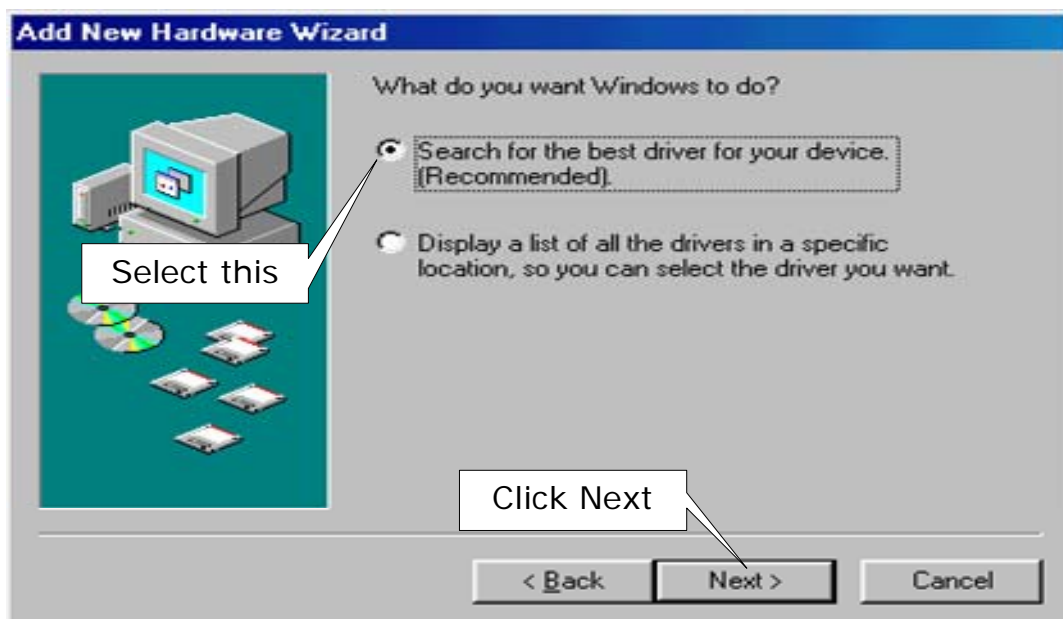 Add New Hardware Wizard
What do you want Windows to do?
Search for the best driver for your device.
(Recommended).
Display a list of all the drivers in a specific
location, so you can select the driver you want.
Select this
Click Next
< Back
Next >
Cancel